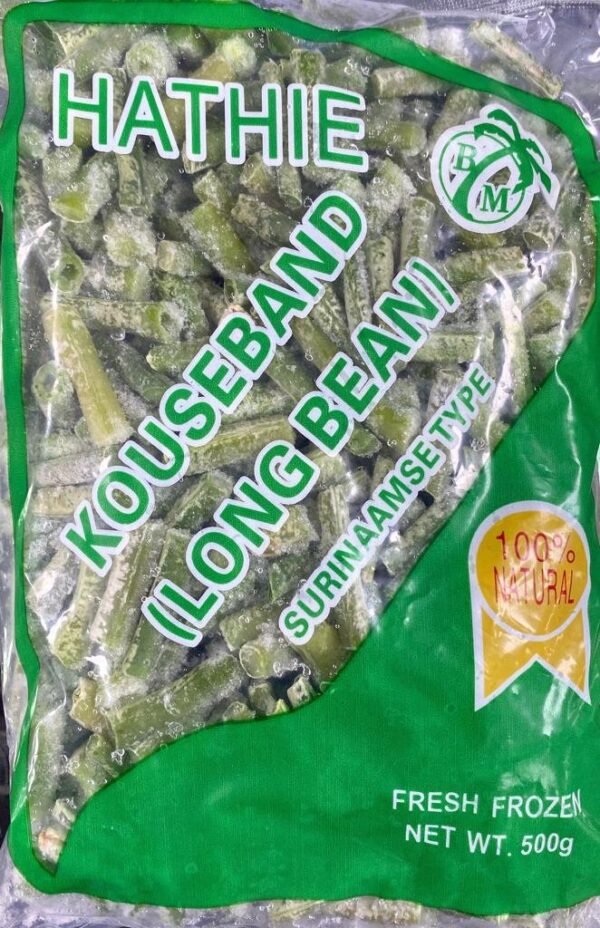 HATHIE
B
M
KOUSEBAND
(LONG BEAN)
SURINAAMSE TYPE
100%
NATURAL
FRESH FROZEN
NET WT. 500g